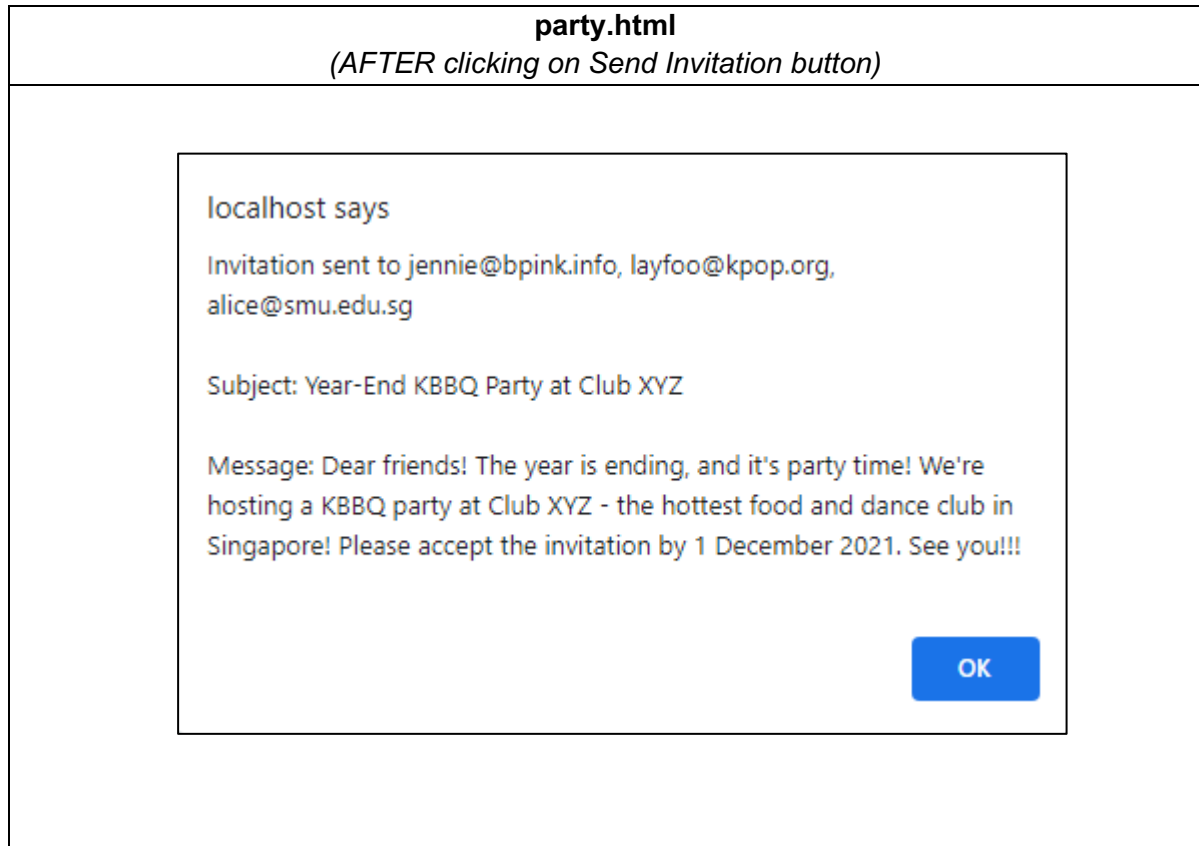 party.html
(AFTER clicking on Send Invitation button)
localhost says
Invitation sent to jennie@bpink.info, layfoo@kpop.org,
alice@smu.edu.sg
Subject: Year-End KBBQ Party at Club XYZ
Message: Dear friends! The year is ending, and it's party time! We're
hosting a KBBQ party at Club XYZ - the hottest food and dance club in
Singapore! Please accept the invitation by 1 December 2021. See you!!!
OK